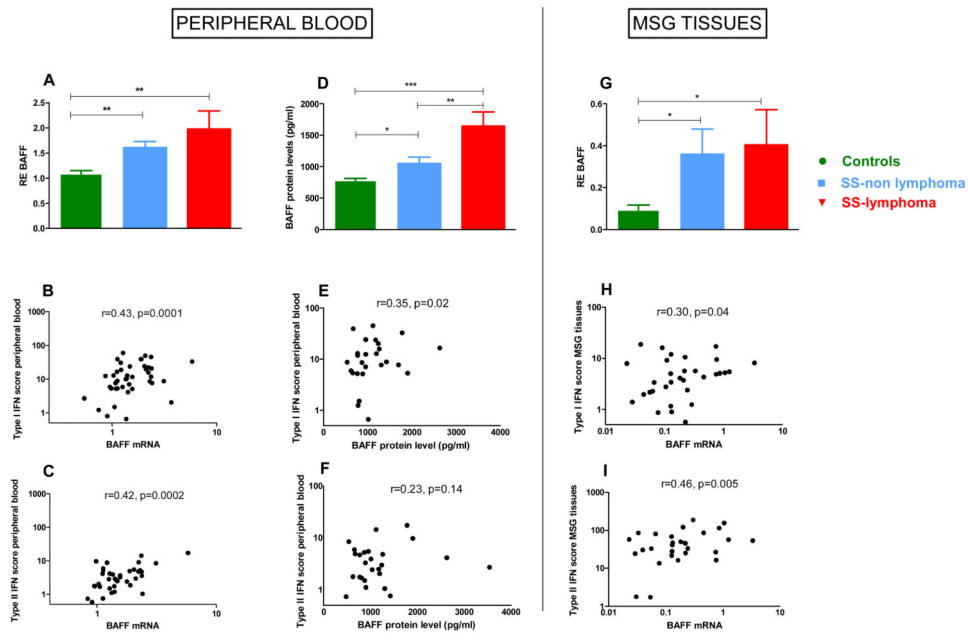 PERIPHERAL BLOOD
MSG TISSUES
A
**
**
RE BAFF
2.5
2.0
1.5
1.0
0.5
0.0
D
***
**
*
BAFF protein levels (pg/ml)
2000
1500
1000
500
0
G
*
*
RE BAFF
0.6
0.4
0.2
0.0
Controls
SS-non lymphoma
SS-lymphoma
B
r=0.43, p=0.0001
Type I IFN score peripheral blood
1000
100
10
1
1
10
BAFF mRNA
E
r=0.35, p=0.02
Type I IFN score peripheral blood
100
10
1
0
1000
2000
3000
4000
BAFF protein level (pg/ml)
H
r=0.30, p=0.04
Type I IFN score MSG tissues
100
10
1
0.01
0.1
1
10
BAFF mRNA
C
r=0.42, p=0.0002
Type II IFN score peripheral blood
1000
100
10
1
1
10
BAFF mRNA
F
r=0.23, p=0.14
Type II IFN score peripheral blood
100
10
1
0
1000
2000
3000
4000
BAFF protein level (pg/ml)
I
r=0.46, p=0.005
Type II IFN score MSG tissues
1000
100
10
1
0.01
0.1
1
10
BAFF mRNA